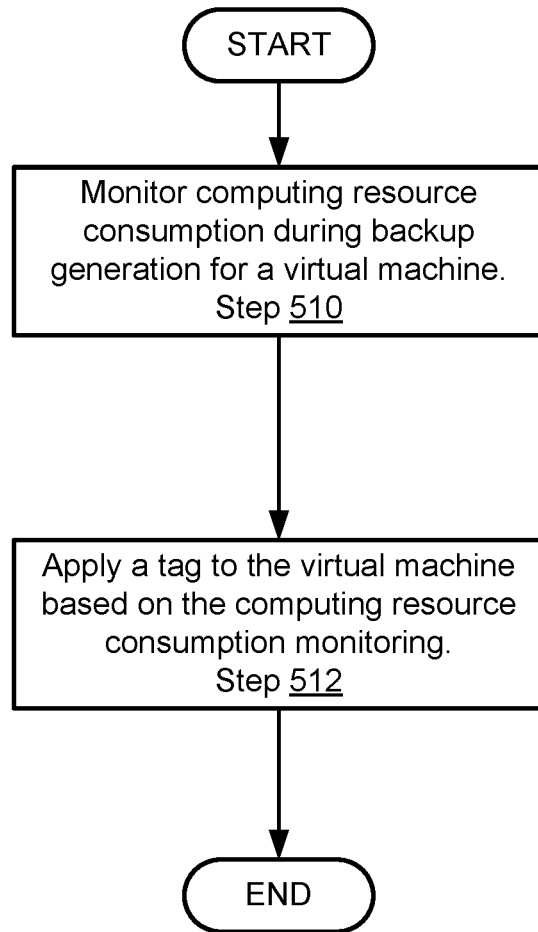 START
Monitor computing resource
consumption during backup
generation for a virtual machine.
Step 510
Apply a tag to the virtual machine
based on the computing resource
consumption monitoring.
Step 512
END